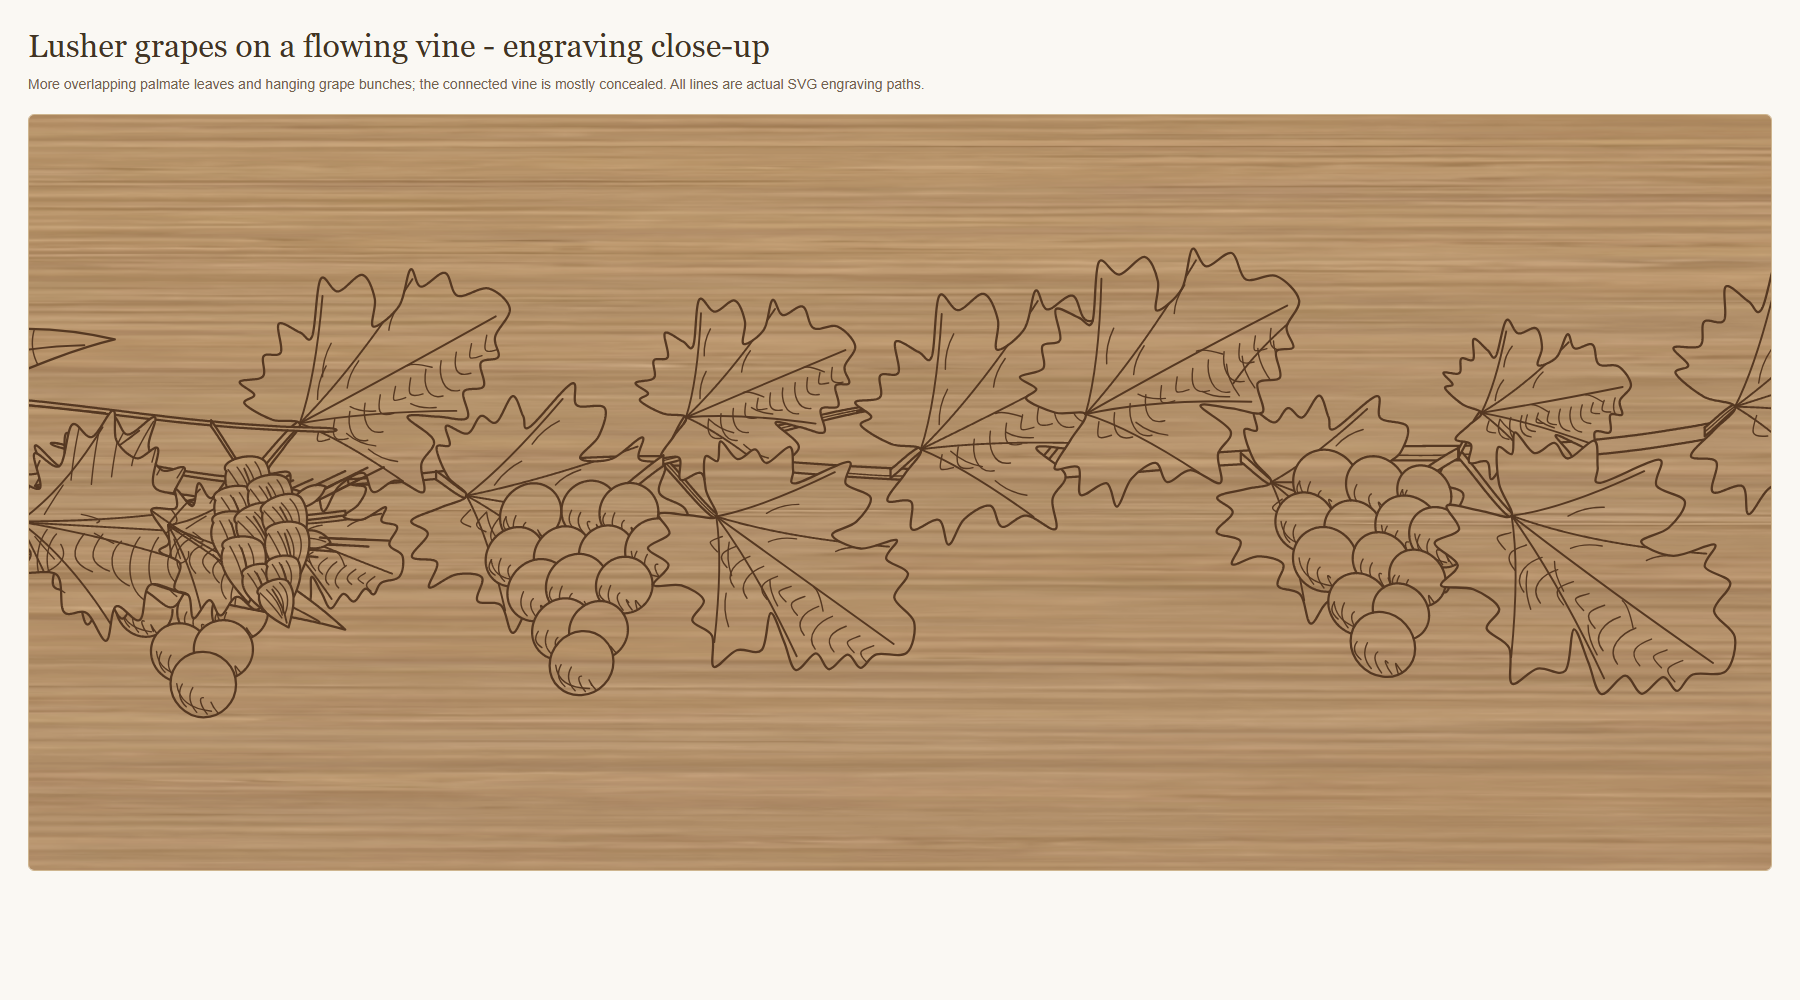 Lusher grapes on a flowing vine - engraving close-up
More overlapping palmate leaves and hanging grape bunches; the connected vine is mostly concealed. All lines are actual SVG engraving paths.